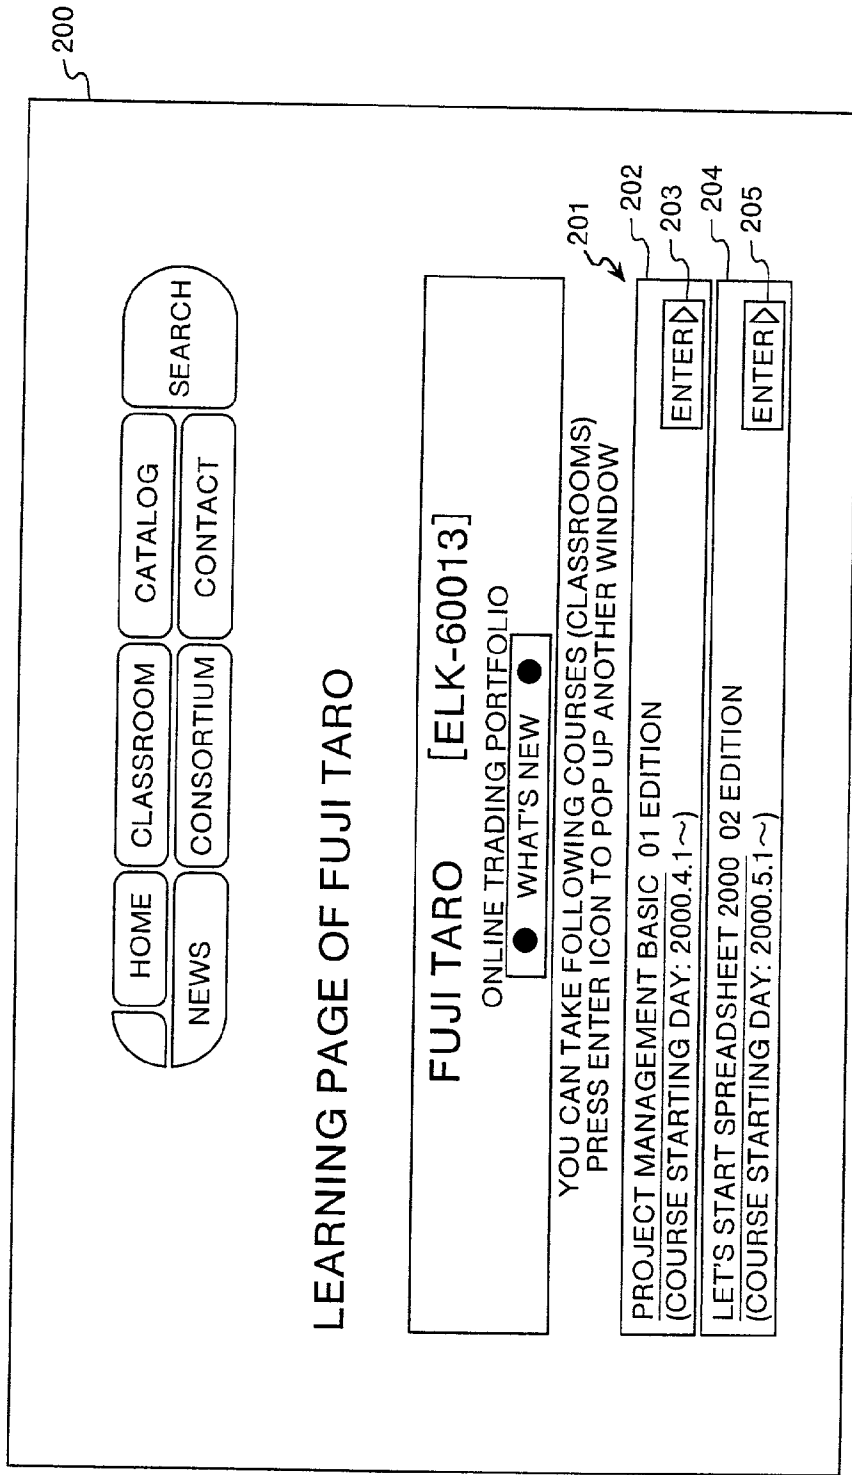 200
HOME CLASSROOM CATALOG SEARCH
NEWS CONSORTIUM CONTACT
LEARNING PAGE OF FUJI TARO
FUJI TARO [ELK-60013]
ONLINE TRADING PORTFOLIO
● WHAT'S NEW ●
YOU CAN TAKE FOLLOWING COURSES (CLASSROOMS)
PRESS ENTER ICON TO POP UP ANOTHER WINDOW
201
PROJECT MANAGEMENT BASIC 01 EDITION
202
(COURSE STARTING DAY: 2000.4.1~)
ENTER
203
LET'S START SPREADSHEET 2000 02 EDITION
204
(COURSE STARTING DAY: 2000.5.1~)
ENTER
205